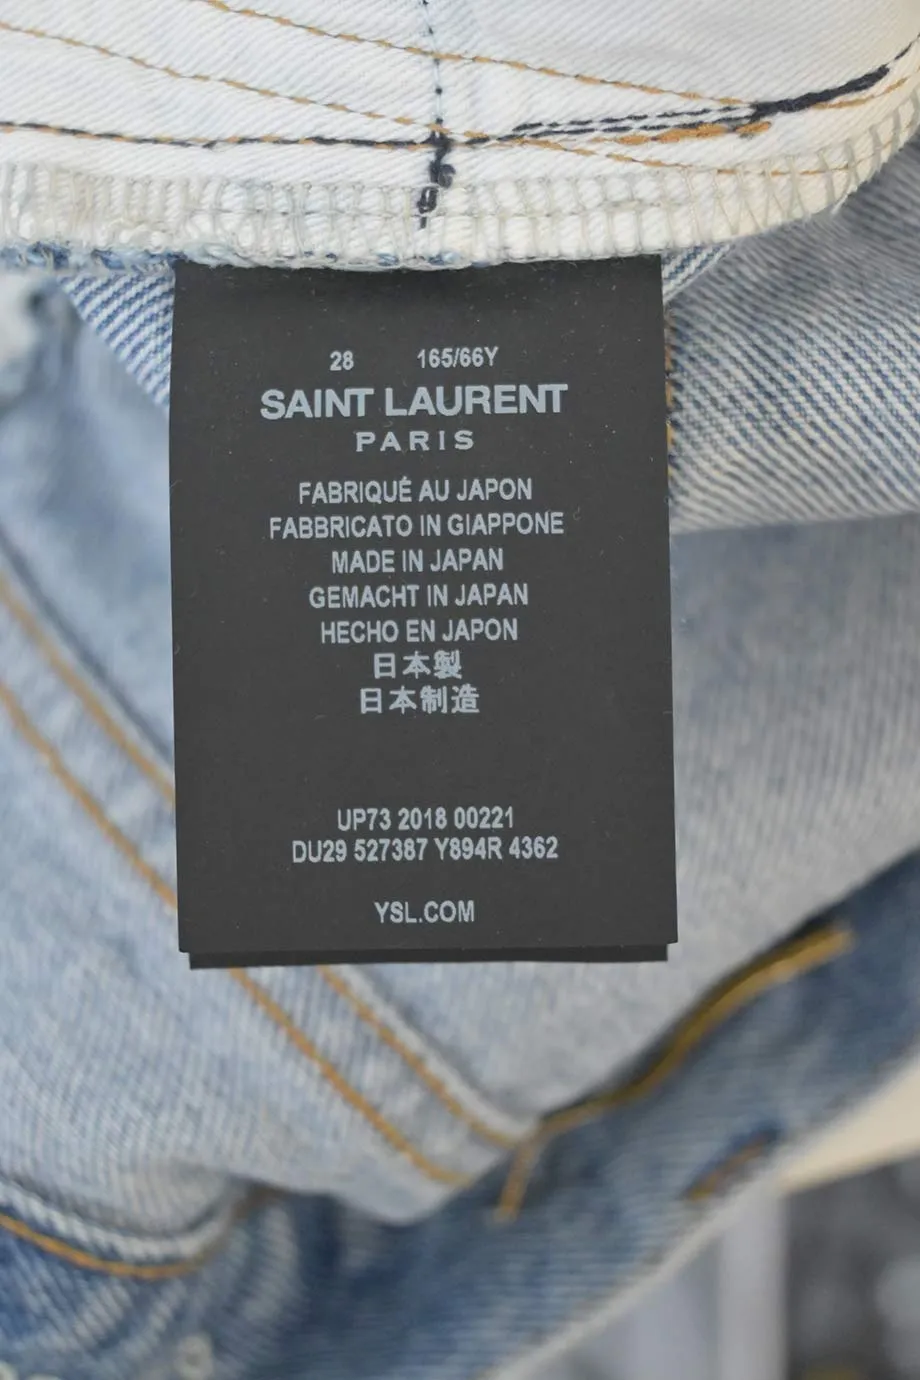 28 165/66Y
SAINT LAURENT
PARIS
FABRIQUÉ AU JAPON
FABBRICATO IN GIAPPONE
MADE IN JAPAN
GEMACHT IN JAPAN
HECHO EN JAPON
日本製
日本制造
UP73 2018 00221
DU29 527387 Y894R 4362
YSL.COM